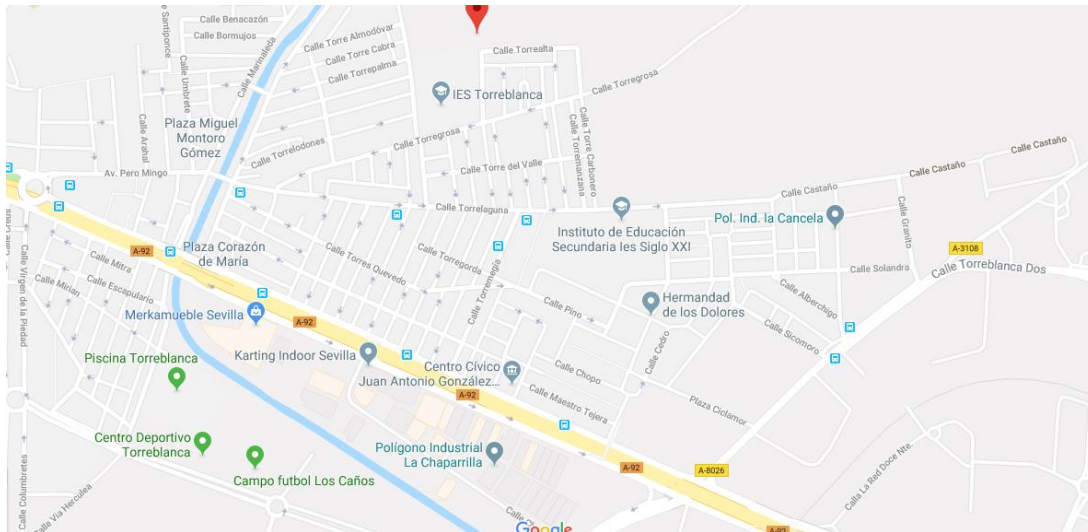 Calle Benacazón
Calle Bormujos
Calle Santiponce
Calle Umbrete
Calle Marinaleda
Calle Torre Almodóvar
Calle Torre Cabra
Calle Torrepalma
Calle Torrealta
IES Torreblanca
Calle Torregrosa
Plaza Miguel
Montoro
Gómez
Calle Arahal
Calle Torrelodones
Calle Torregrosa
Calle Torre del Valle
Calle Torremanzana
Calle Torre Carbonero
Calle Castaño
Calle Castaño
Calle Castaño
Av. Pero Mingo
Calle Torrelaguna
Instituto de Educación
Secundaria Ies Siglo XXI
Pol. Ind. la Cancela
Calle Granito
A-92
Plaza Corazón
de María
Calle Torres Quevedo
Calle Torregorda
Calle Torremegía
A-3108
Calle Torreblanca Dos
Calle Solandra
Calle Virgen de la Piedad
Calle Mitra
Calle Mirian
Calle Escapulario
Merkamueble Sevilla
A-92
Calle Pino
Hermandad
de los Dolores
Calle Alberchigo
Calle Sicomoro
Calle Cedro
Piscina Torreblanca
Karting Indoor Sevilla
Centro Cívico
Juan Antonio González...
Calle Chopo
A-92
Calle Maestro Tejera
Plaza Ciclamor
Centro Deportivo
Torreblanca
Campo futbol Los Caños
Polígono Industrial
La Chaparrilla
A-92
A-8026
Calla La Red Doce Nte.
Calle Columbretes
Calle Via Herculea
Google
A-92